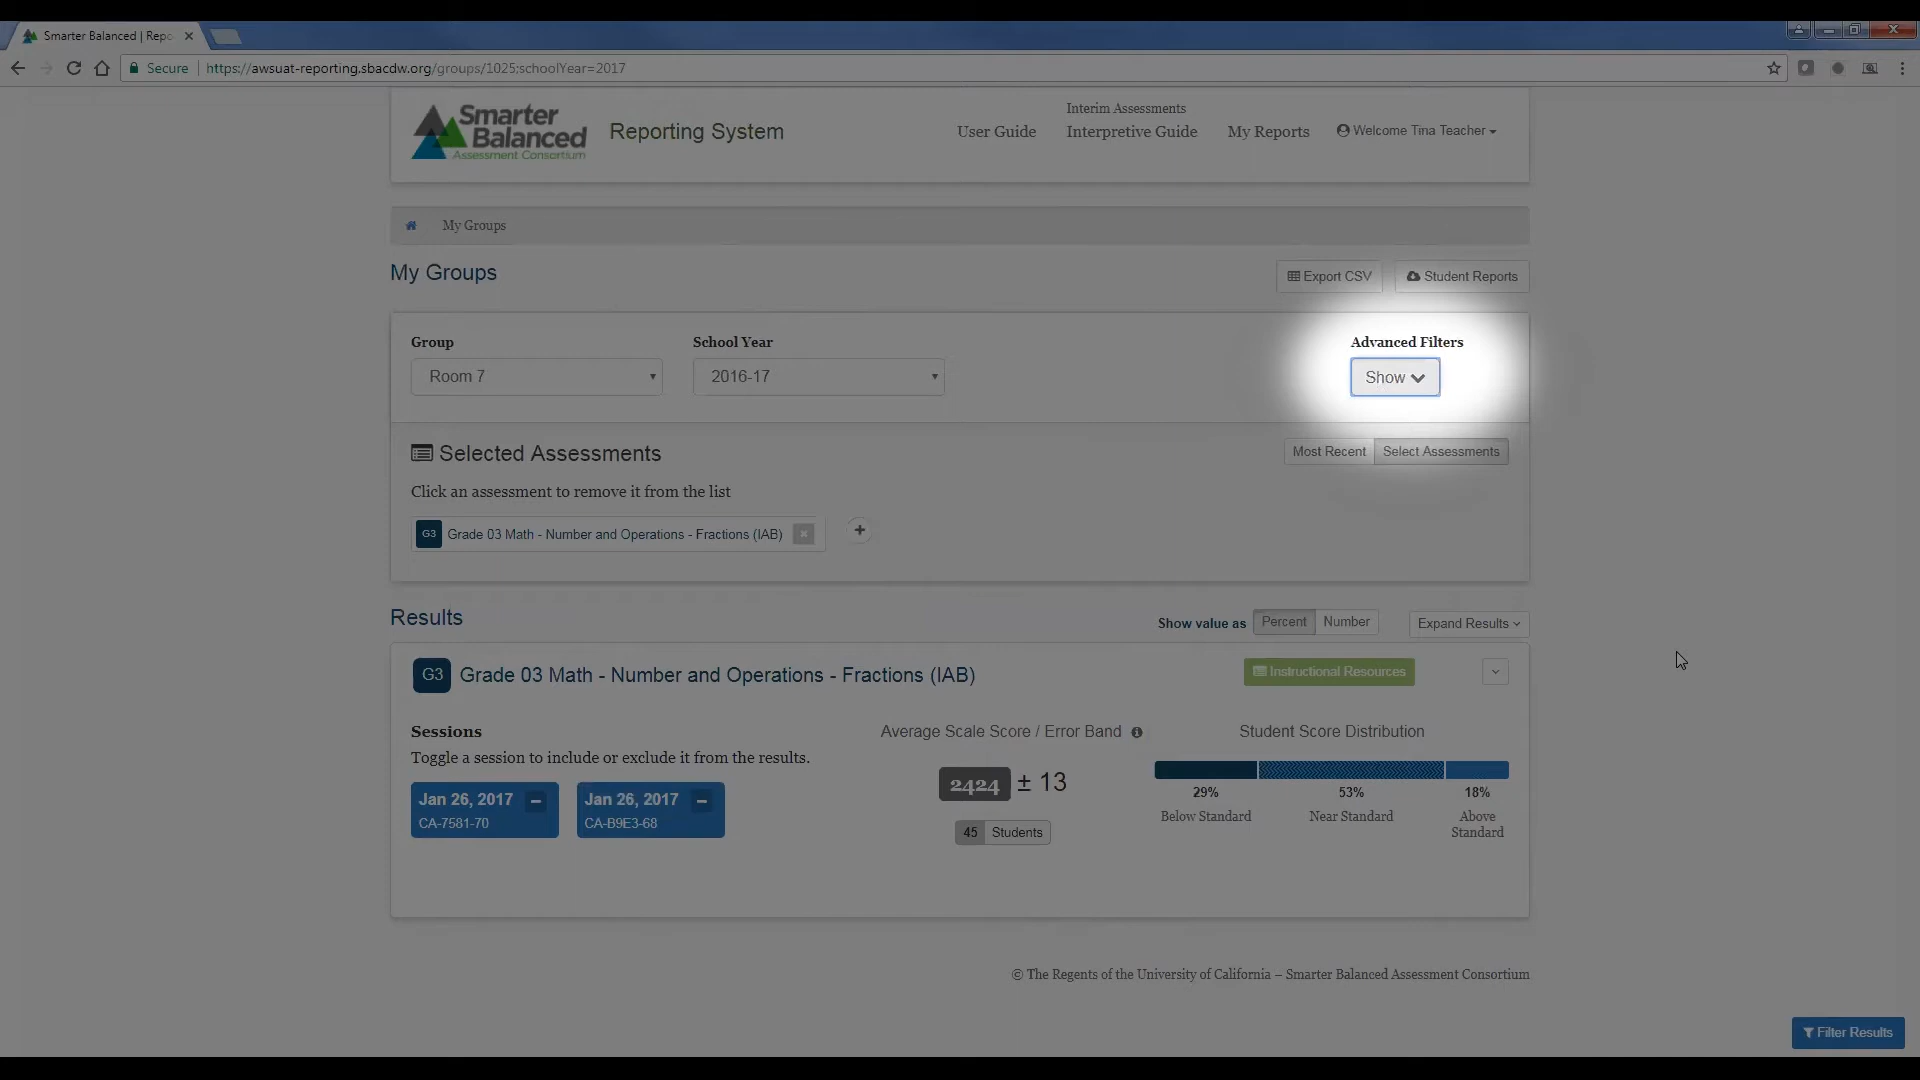 Smarter Balanced | Repo
Secure https://awsuat-reporting.sbacdw.org/groups/1025;schoolYear=2017
Smarter
Balanced
Assessment Consortium
Reporting System
User Guide
Interim Assessments
Interpretive Guide
My Reports
Welcome Tina Teacher
My Groups
My Groups
Export CSV
Student Reports
Group
School Year
Advanced Filters
Room 7
2016-17
Show
Selected Assessments
Most Recent
Select Assessments
Click an assessment to remove it from the list
G3 Grade 03 Math - Number and Operations - Fractions (IAB)
Results
Show value as Percent Number
Expand Results
G3 Grade 03 Math - Number and Operations - Fractions (IAB)
Instructional Resources
Sessions
Toggle a session to include or exclude it from the results.
Jan 26, 2017
CA-7581-70
Jan 26, 2017
CA-B9E3-68
Average Scale Score / Error Band
2424 ± 13
45 Students
Student Score Distribution
29% 53% 18%
Below Standard
Near Standard
Above
Standard
© The Regents of the University of California – Smarter Balanced Assessment Consortium
Filter Results